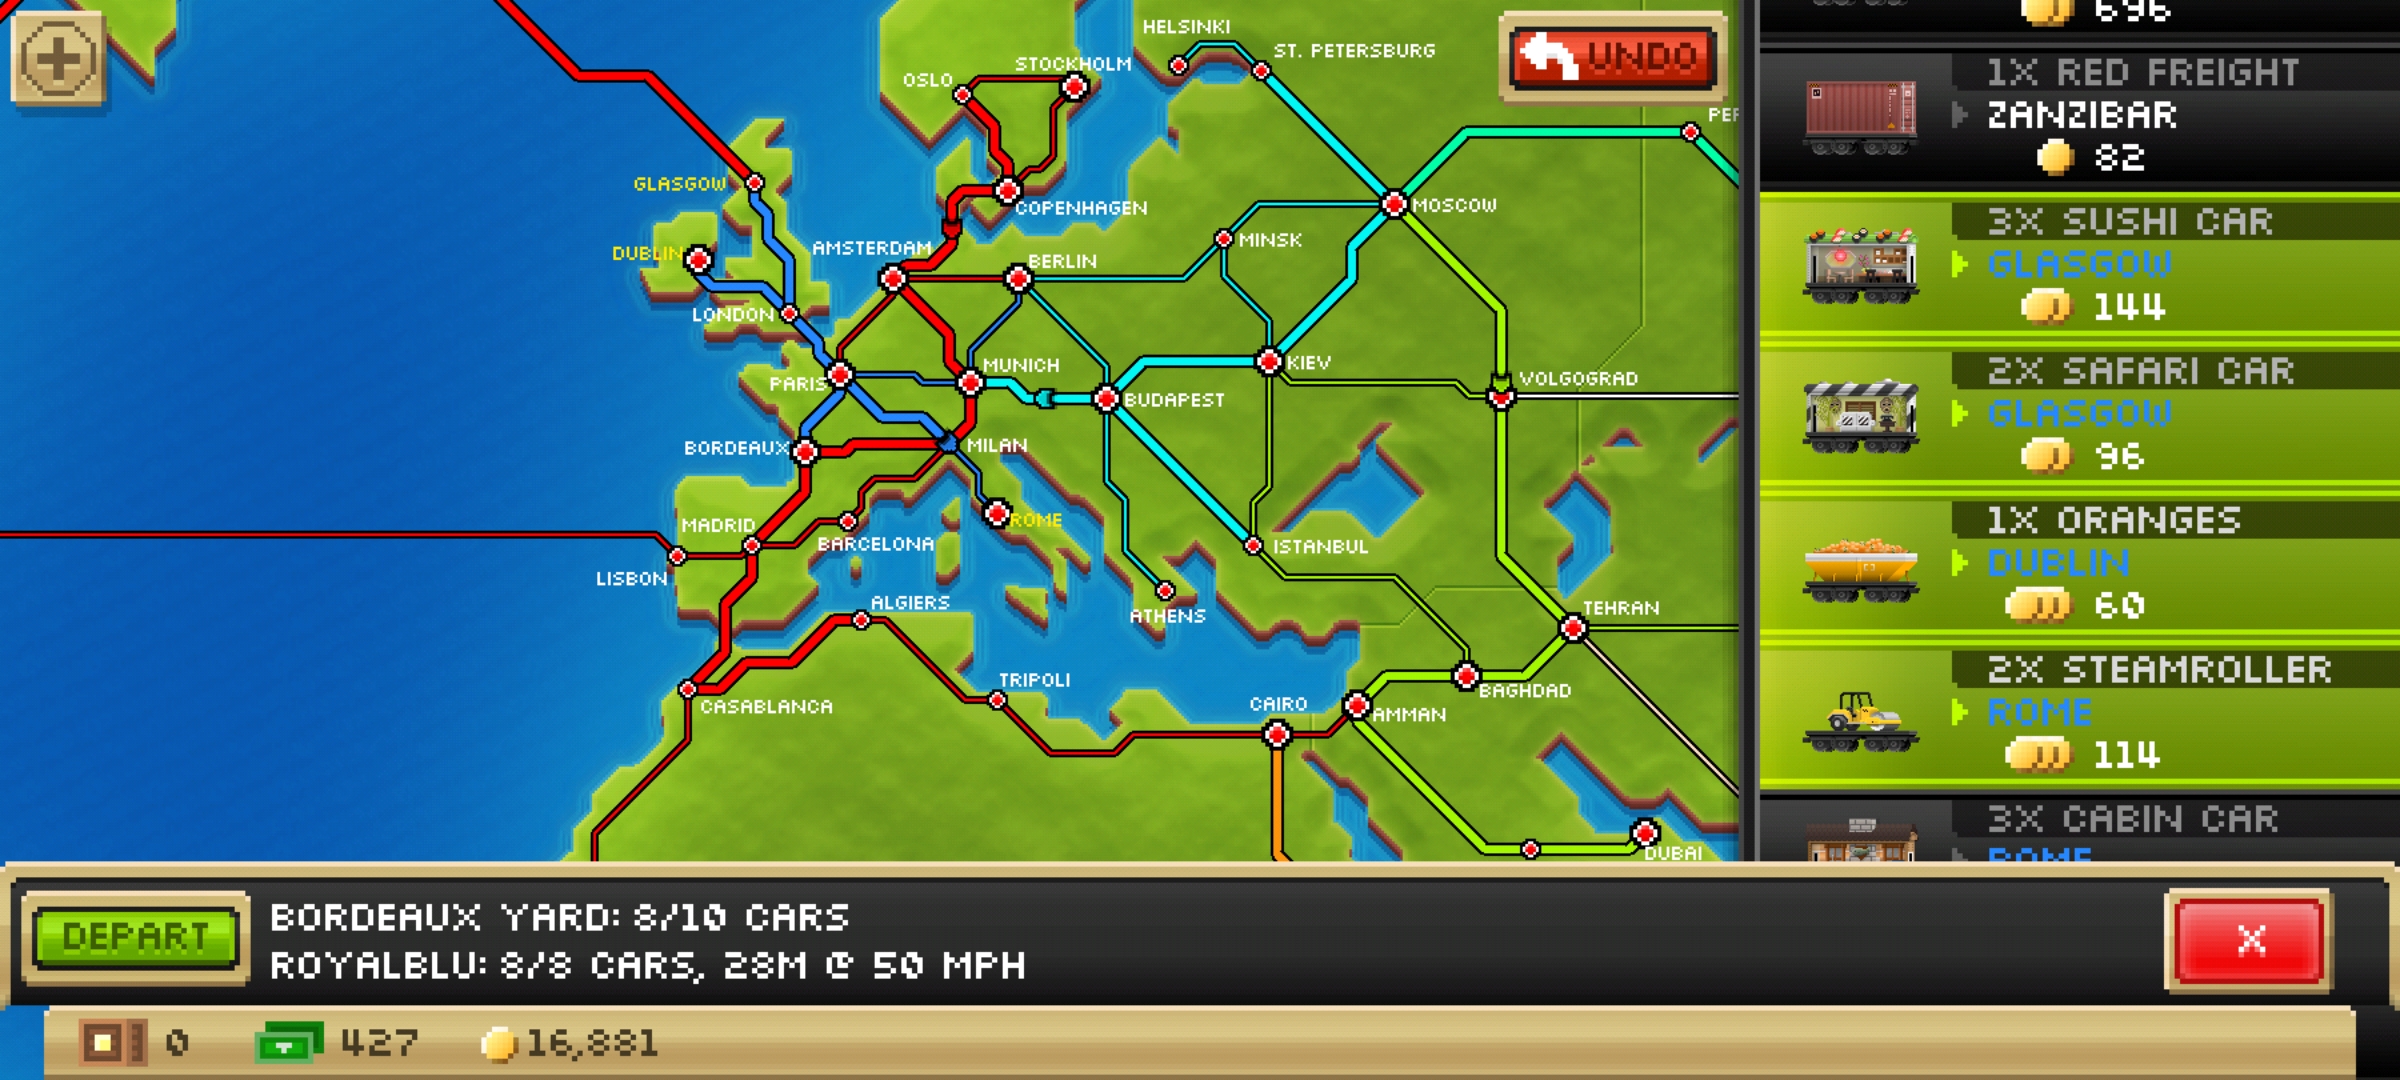 HELSINKI
ST. PETERSBURG
STOCKHOLM
OSLO
GLASGOW
COPENHAGEN
MOSCOW
DUBLIN
AMSTERDAM
BERLIN
MINSK
LONDON
MUNICH
KIEV
PARIS
VOLGOGRAD
BUDAPEST
BORDEAUX
MILAN
MADRID
ROME
BARCELONA
ISTANBUL
LISBON
ALGIERS
ATHENS
TEHRAN
TRIPOLI
CASABLANCA
CAIRO
BAGHDAD
AMMAN
DUBAI
UNDO
696
1X RED FREIGHT
ZANZIBAR
82
3X SUSHI CAR
GLASGOW
144
2X SAFARI CAR
GLASGOW
96
1X ORANGES
DUBLIN
60
2X STEAMROLLER
ROME
114
3X CABIN CAR
ROME
DEPART
BORDEAUX YARD: 8/10 CARS
ROYALBLU: 8/8 CARS, 28M @ 50 MPH
X
0
427
16,881